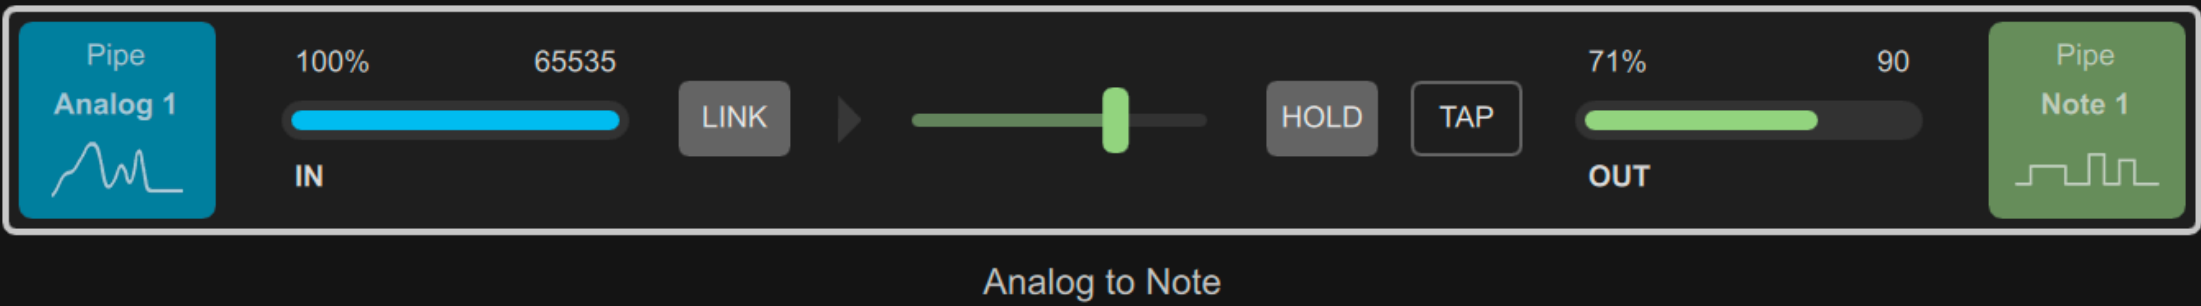 Pipe
Analog 1
100% 65535
IN
LINK
HOLD
TAP
71% 90
OUT
Pipe
Note 1
Analog to Note